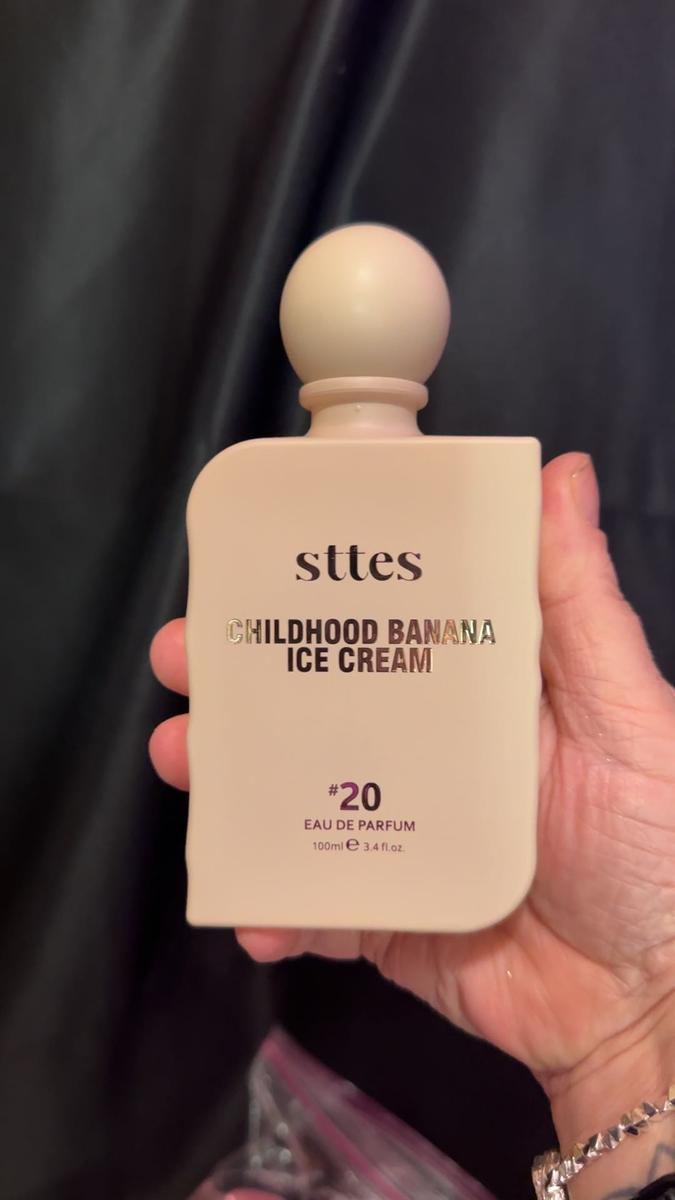 sttes
CHILDHOOD BANANA
ICE CREAM
#20
EAU DE PARFUM
100ml ℮ 3.4 fl.oz.